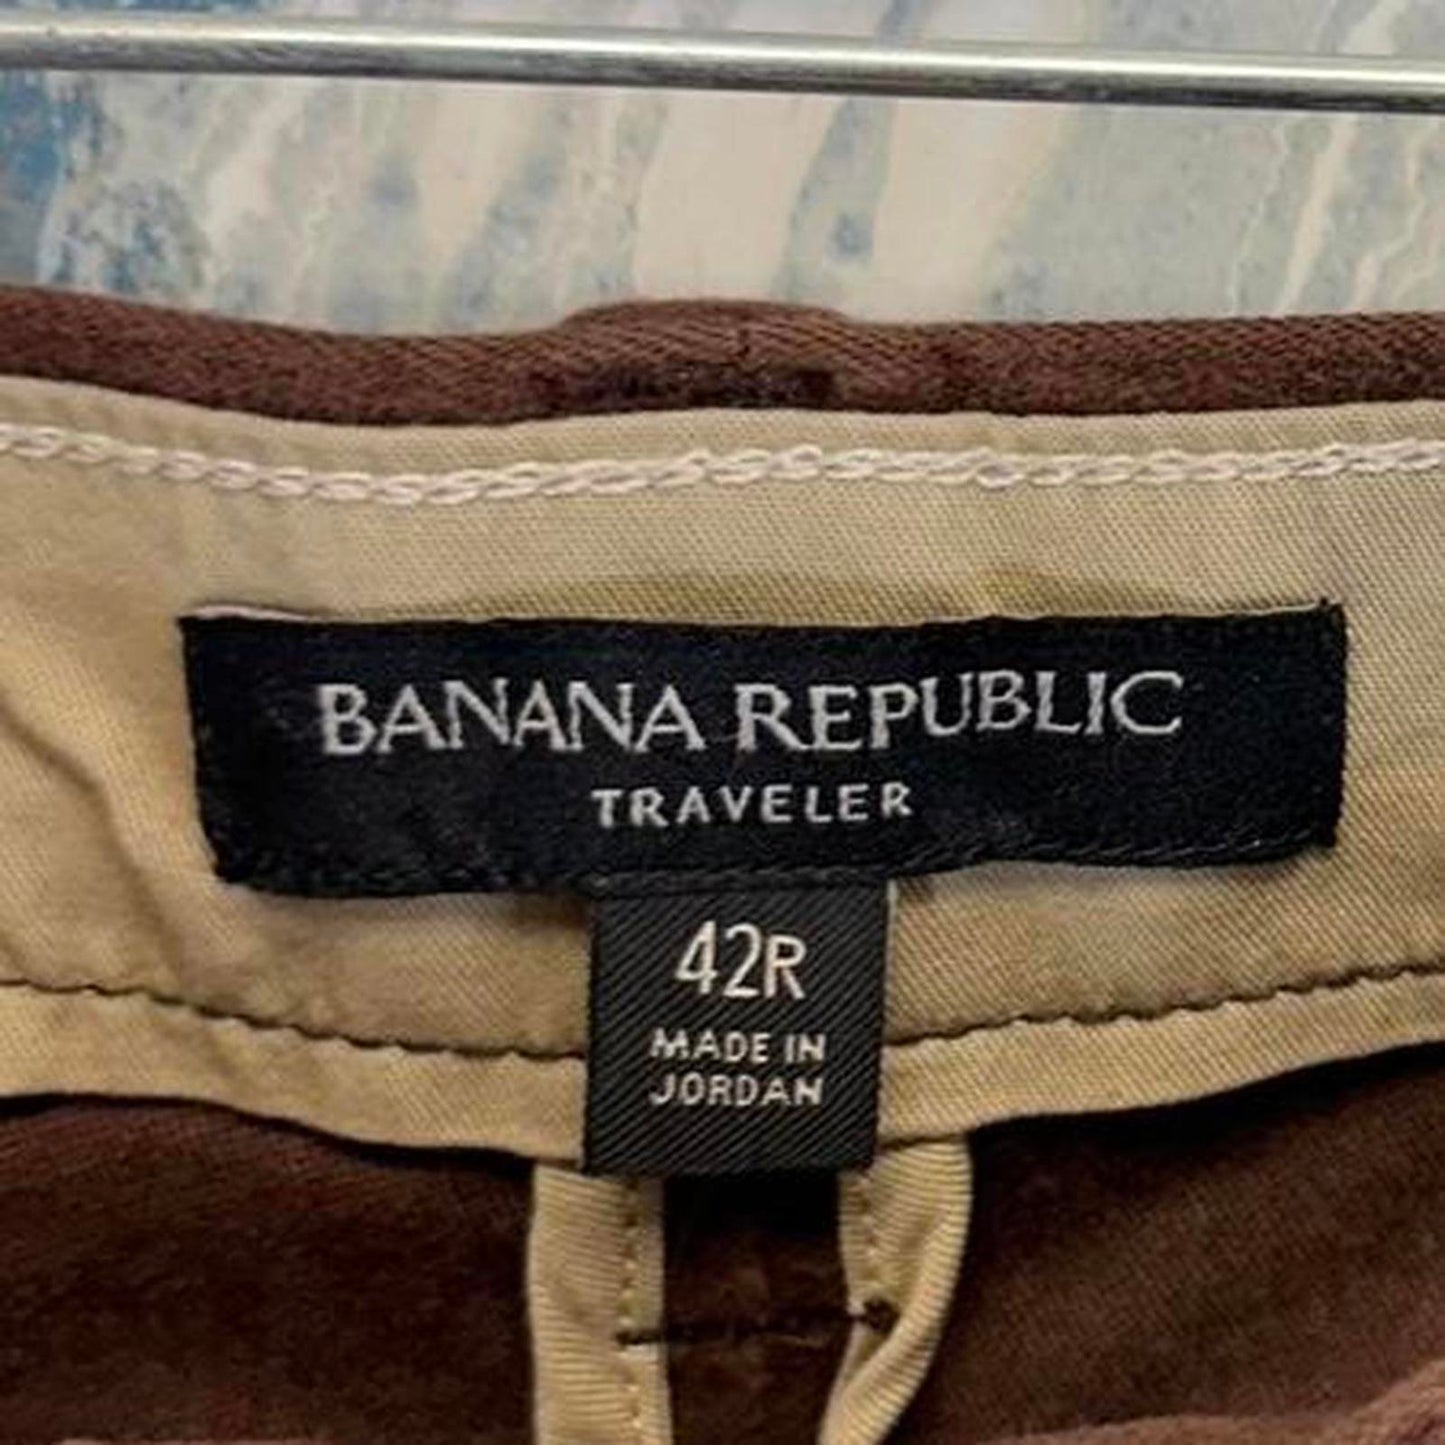 BANANA REPUBLIC
TRAVELER
42R
MADE IN
JORDAN